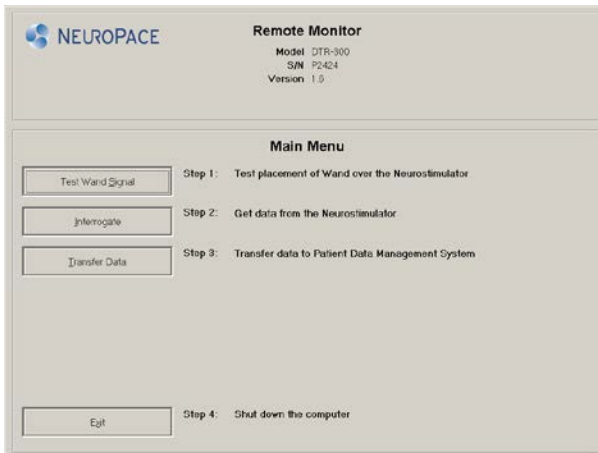 NEUROPACE
Remote Monitor
Model DTR-300
S/N P2424
Version 1.6
Main Menu
Test Wand Signal Step 1: Test placement of Wand over the Neurostimulator
Interrogate Step 2: Get data from the Neurostimulator
Transfer Data Step 3: Transfer data to Patient Data Management System
Exit Step 4: Shut down the computer